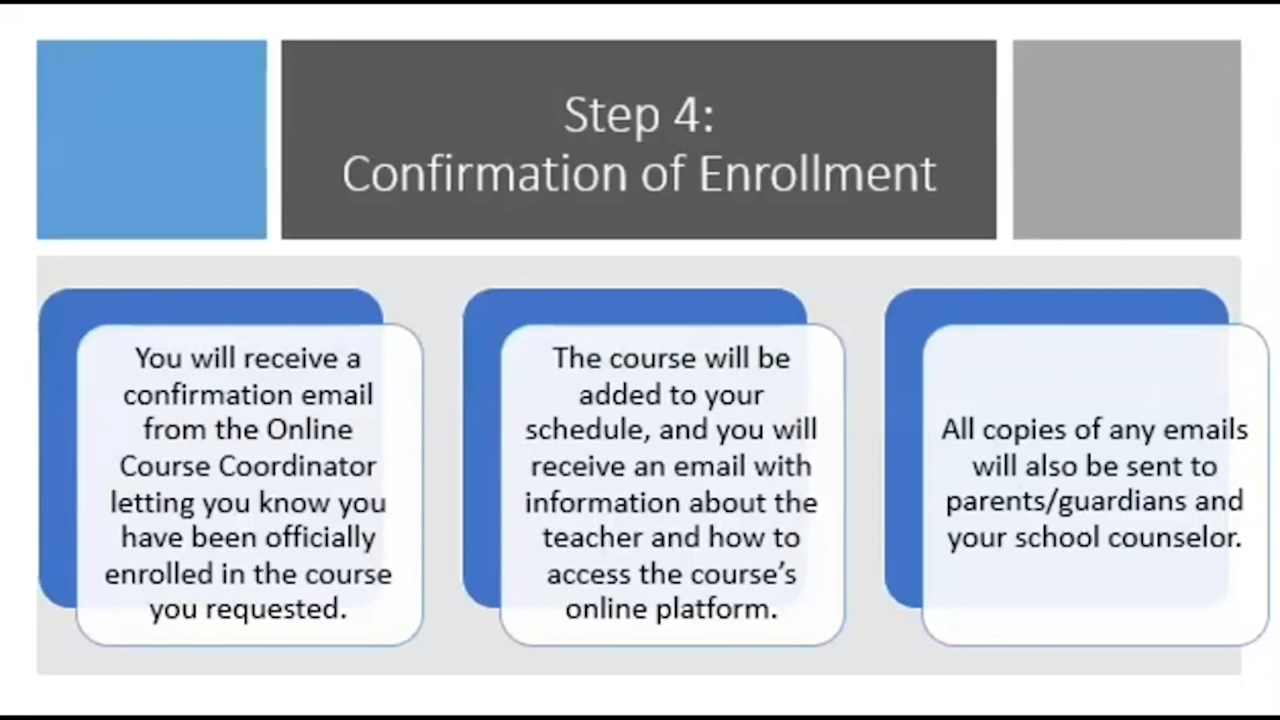 Step 4:
Confirmation of Enrollment
You will receive a
confirmation email
from the Online
Course Coordinator
letting you know you
have been officially
enrolled in the course
you requested.
The course will be
added to your
schedule, and you will
receive an email with
information about the
teacher and how to
access the course’s
online platform.
All copies of any emails
will also be sent to
parents/guardians and
your school counselor.